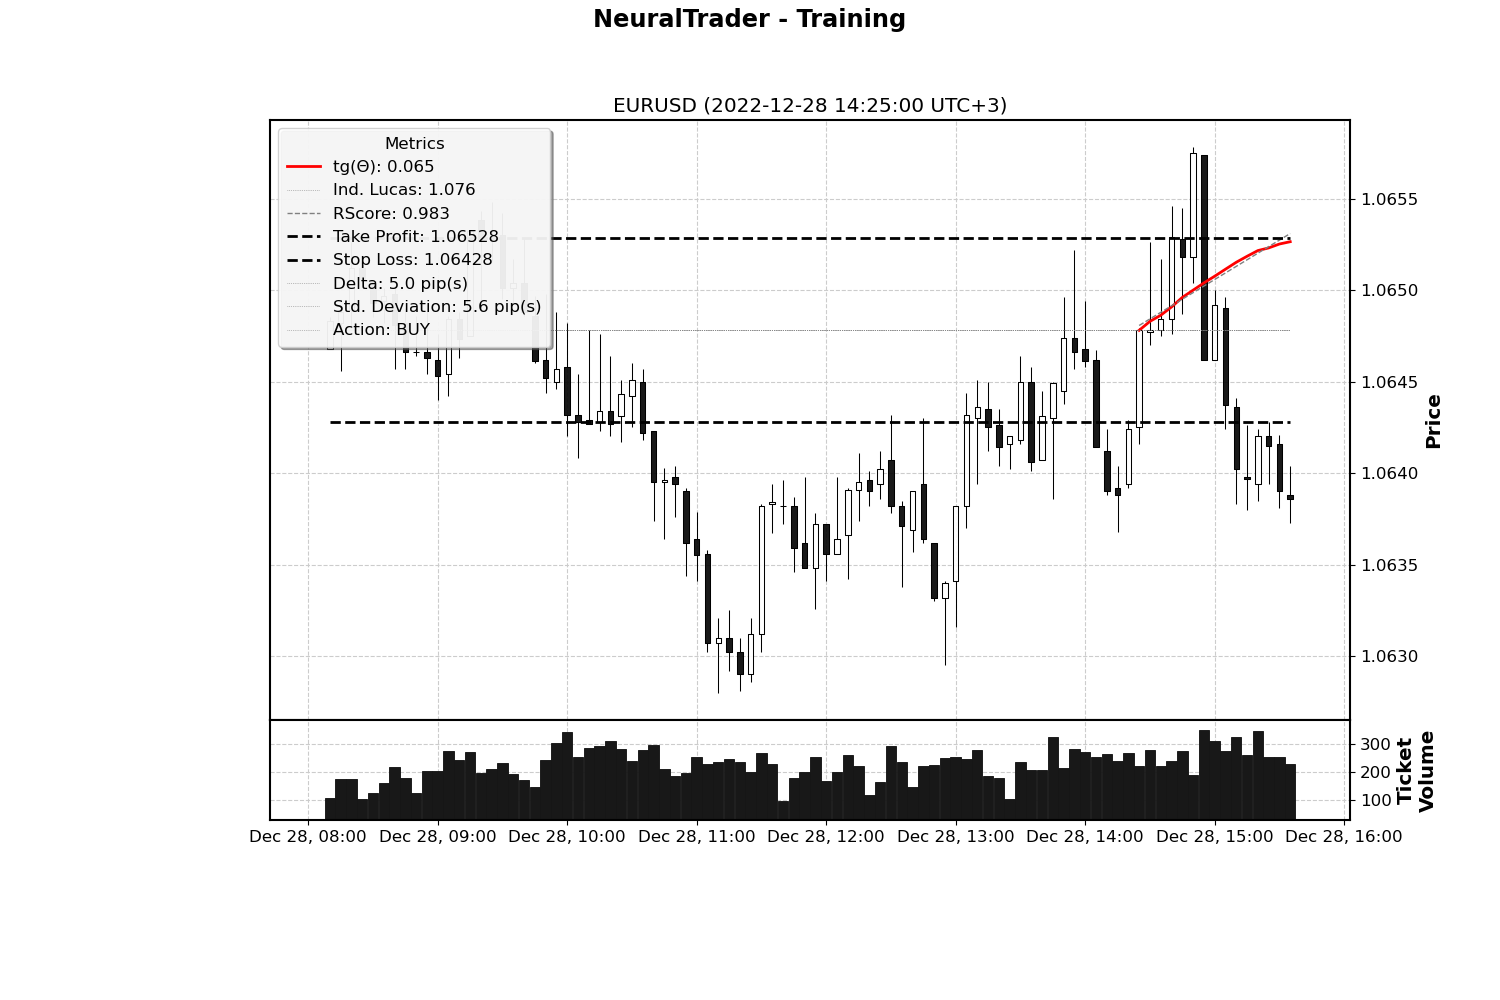 NeuralTrader - Training
EURUSD (2022-12-28 14:25:00 UTC+3)
Metrics
tg(Θ): 0.065
Ind. Lucas: 1.076
RScore: 0.983
Take Profit: 1.06528
Stop Loss: 1.06428
Delta: 5.0 pip(s)
Std. Deviation: 5.6 pip(s)
Action: BUY
1.0655
1.0650
1.0645
1.0640
1.0635
1.0630
Price
300
200
100
Ticket
Volume
Dec 28, 08:00
Dec 28, 09:00
Dec 28, 10:00
Dec 28, 11:00
Dec 28, 12:00
Dec 28, 13:00
Dec 28, 14:00
Dec 28, 15:00
Dec 28, 16:00